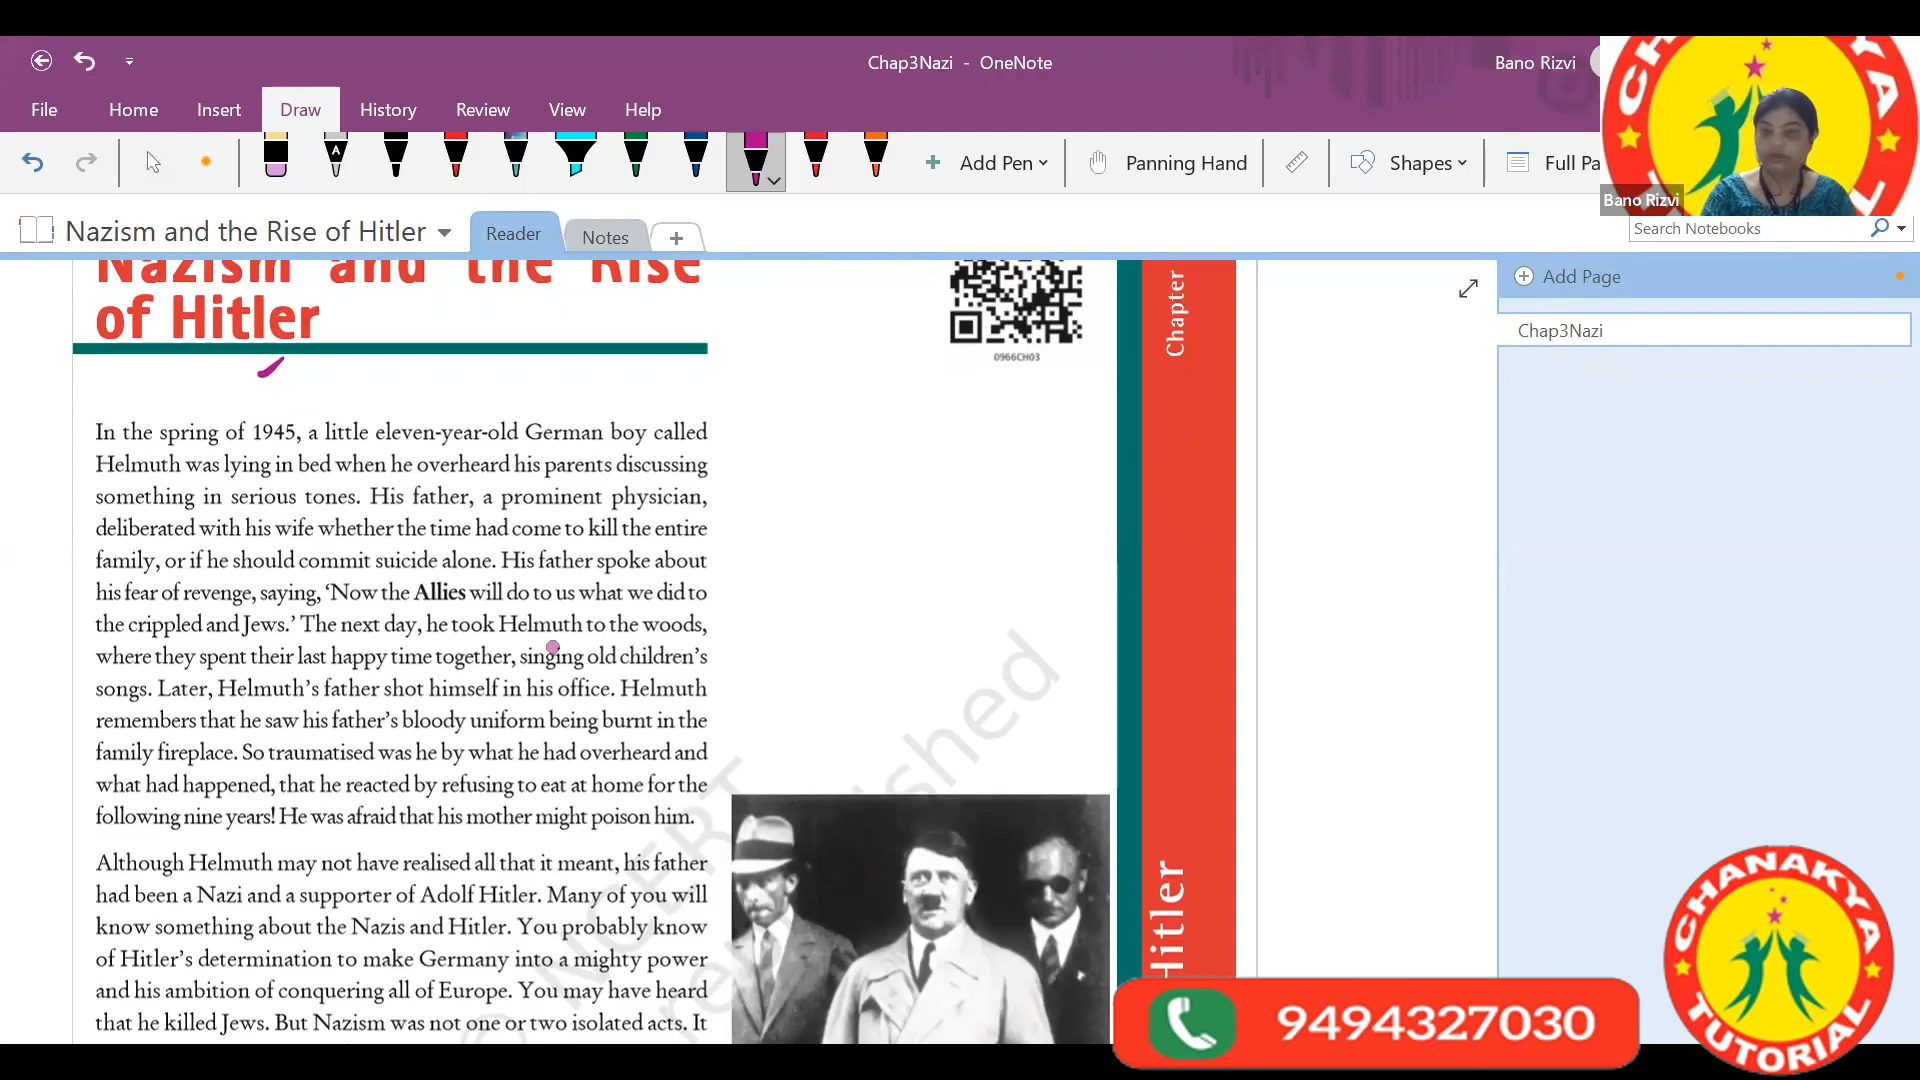 Chap3Nazi - OneNote
Bano Rizvi
File Home Insert Draw History Review View Help
A
Add Pen
Panning Hand
Shapes
Full Pa
CHANAKYA
Bano Rizvi
Nazism and the Rise of Hitler
Reader
Notes
Search Notebooks
Add Page
Chap3Nazi
Nazism and the Rise
of Hitler
0966CH03
Chapter
In the spring of 1945, a little eleven-year-old German boy called
Helmuth was lying in bed when he overheard his parents discussing
something in serious tones. His father, a prominent physician,
deliberated with his wife whether the time had come to kill the entire
family, or if he should commit suicide alone. His father spoke about
his fear of revenge, saying, ‘Now the Allies will do to us what we did to
the crippled and Jews.’ The next day, he took Helmuth to the woods,
where they spent their last happy time together, singing old children’s
songs. Later, Helmuth’s father shot himself in his office. Helmuth
remembers that he saw his father’s bloody uniform being burnt in the
family fireplace. So traumatised was he by what he had overheard and
what had happened, that he reacted by refusing to eat at home for the
following nine years! He was afraid that his mother might poison him.
Although Helmuth may not have realised all that it meant, his father
had been a Nazi and a supporter of Adolf Hitler. Many of you will
know something about the Nazis and Hitler. You probably know
of Hitler’s determination to make Germany into a mighty power
and his ambition of conquering all of Europe. You may have heard
that he killed Jews. But Nazism was not one or two isolated acts. It
© NCERT
Hitler
9494327030
CHANAKYA
TUTORIAL